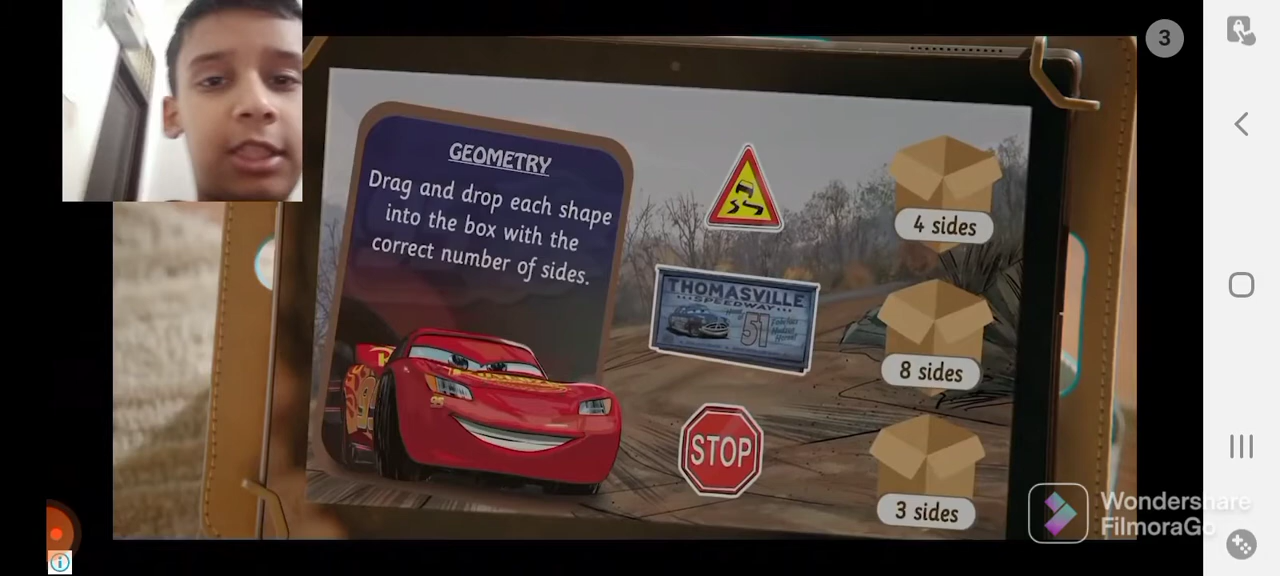 3
GEOMETRY
Drag and drop each shape
into the box with the
correct number of sides.
4 sides
THOMASVILLE
SPEEDWAY
51
8 sides
STOP
3 sides
Wondershare
FilmoraGo